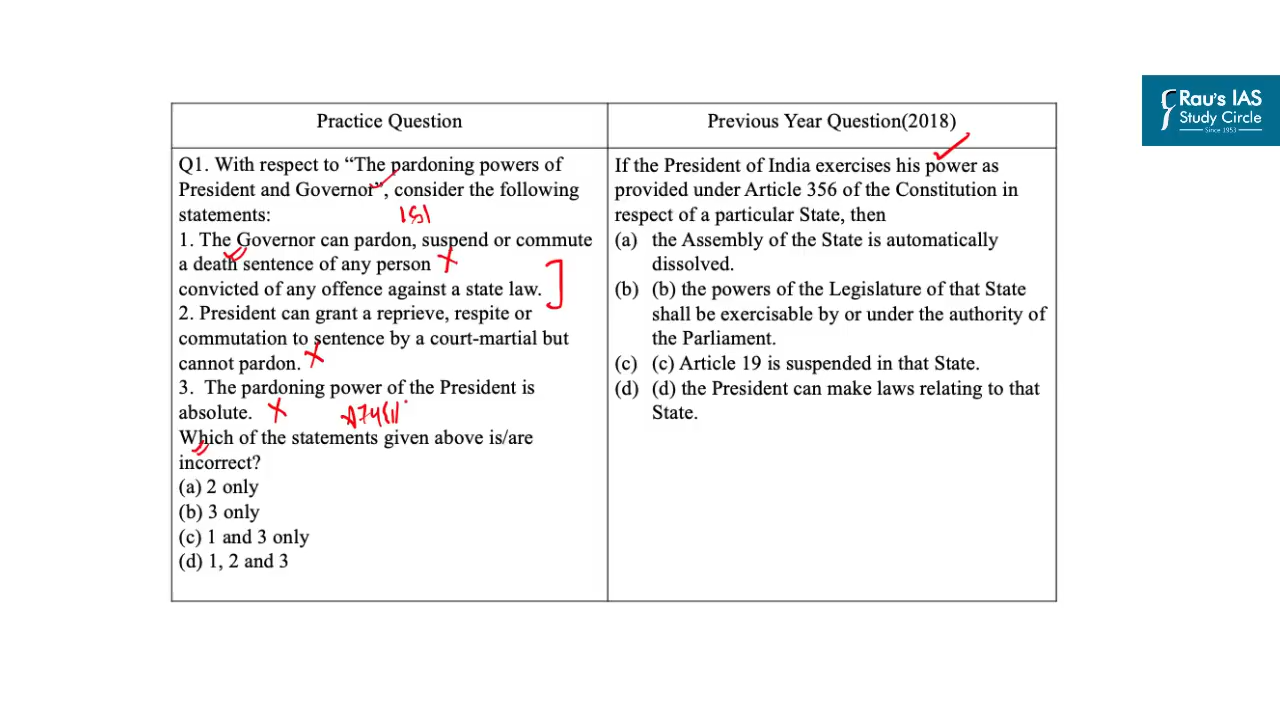 Rau's IAS
Study Circle
Since 1953
Practice Question
Q1. With respect to “The pardoning powers of
President and Governor”, consider the following
statements:
161
1. The Governor can pardon, suspend or commute
a death sentence of any person
convicted of any offence against a state law.
2. President can grant a reprieve, respite or
commutation to sentence by a court-martial but
cannot pardon.
3. The pardoning power of the President is
absolute.
A74(1)
Which of the statements given above is/are
incorrect?
(a) 2 only
(b) 3 only
(c) 1 and 3 only
(d) 1, 2 and 3
Previous Year Question(2018)
If the President of India exercises his power as
provided under Article 356 of the Constitution in
respect of a particular State, then
(a) the Assembly of the State is automatically
dissolved.
(b) (b) the powers of the Legislature of that State
shall be exercisable by or under the authority of
the Parliament.
(c) (c) Article 19 is suspended in that State.
(d) (d) the President can make laws relating to that
State.